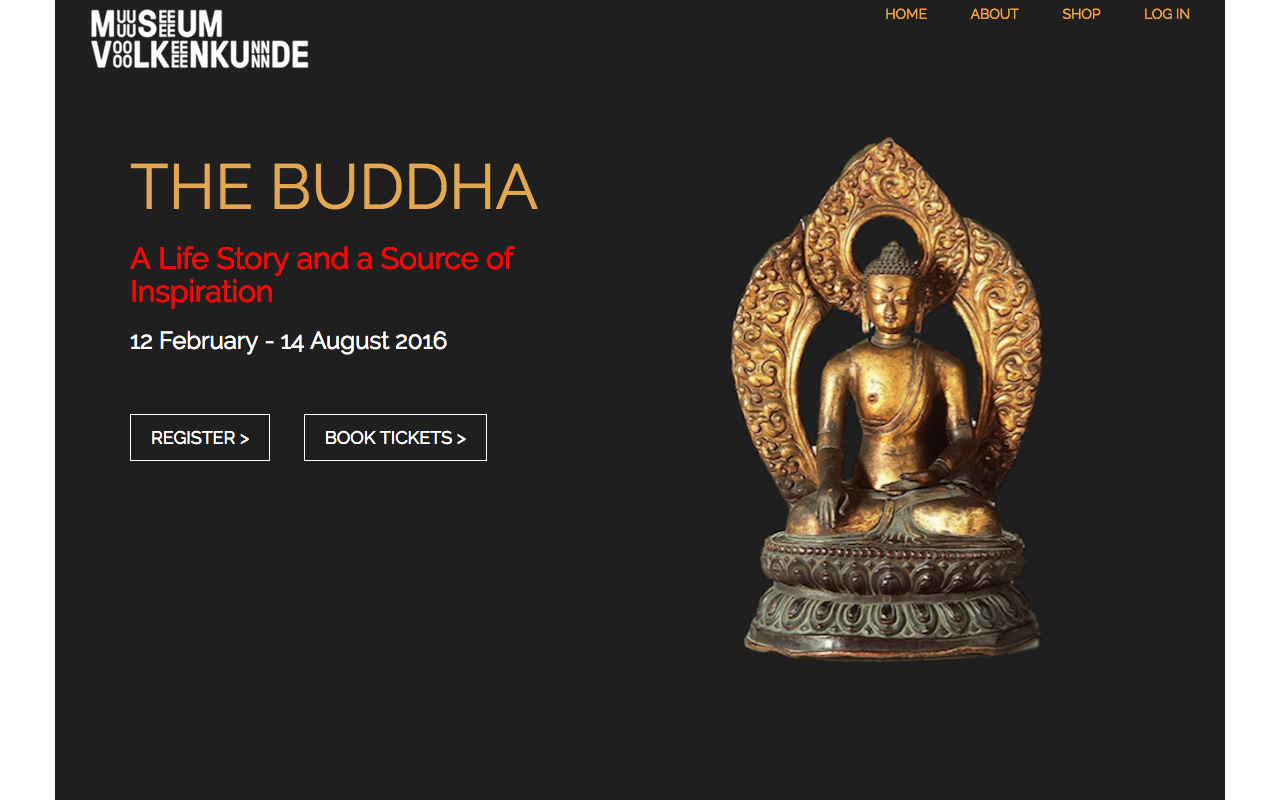 MUSEUM
VOLKENKUNDE
HOME ABOUT SHOP LOG IN
THE BUDDHA
A Life Story and a Source of
Inspiration
12 February - 14 August 2016
REGISTER > BOOK TICKETS >